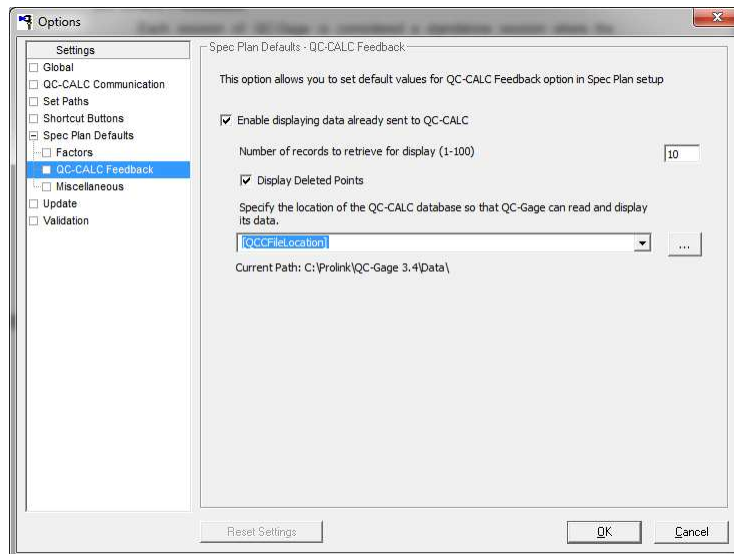 Options
Settings
Global
QC-CALC Communication
Set Paths
Shortcut Buttons
Spec Plan Defaults
Factors
QC-CALC Feedback
Miscellaneous
Update
Validation
Spec Plan Defaults - QC-CALC Feedback
This option allows you to set default values for QC-CALC Feedback option in Spec Plan setup
Enable displaying data already sent to QC-CALC
Number of records to retrieve for display (1-100)
10
Display Deleted Points
Specify the location of the QC-CALC database so that QC-Gage can read and display
its data.
[QCCFileLocation]
...
Current Path: C:\Prolink\QC-Gage 3.4\Data\
Reset Settings
OK
Cancel